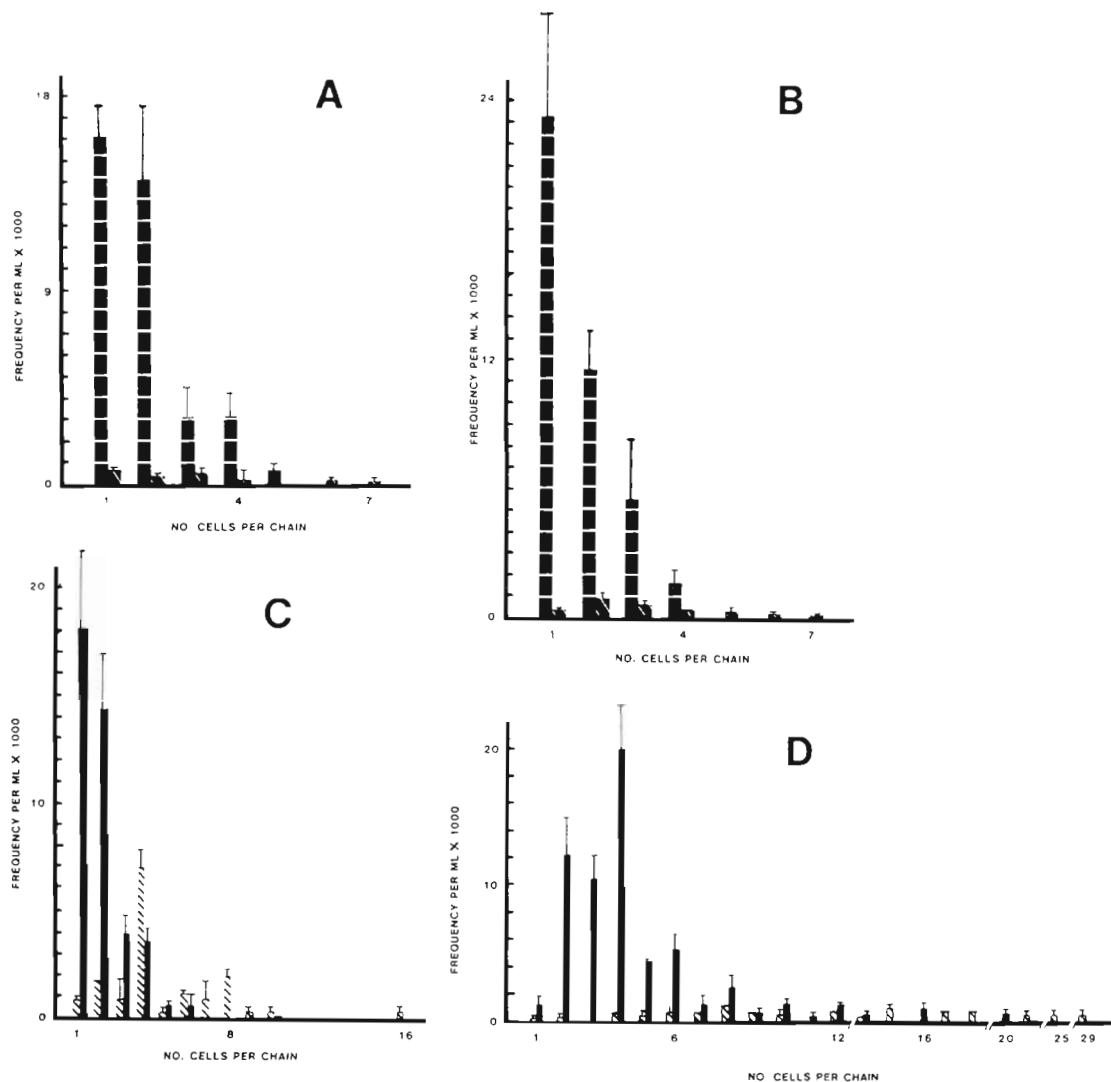 A
18
9
0
FREQUENCY PER ML X 1000
1 4 7
NO. CELLS PER CHAIN
B
24
12
0
FREQUENCY PER ML X 1000
1 4 7
NO. CELLS PER CHAIN
C
20
10
0
FREQUENCY PER ML X 1000
1 8 16
NO. CELLS PER CHAIN
D
20
10
0
FREQUENCY PER ML X 1000
1 6 12 16 20 25 29
NO CELLS PER CHAIN